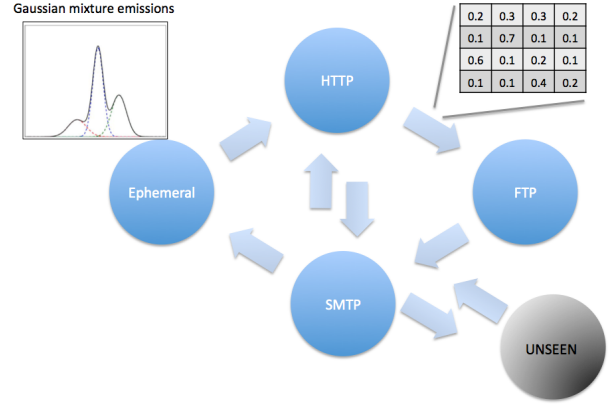 Gaussian mixture emissions
0.2 0.3 0.3 0.2
0.1 0.7 0.1 0.1
0.6 0.1 0.2 0.1
0.1 0.1 0.4 0.2
HTTP
Ephemeral
FTP
SMTP
UNSEEN